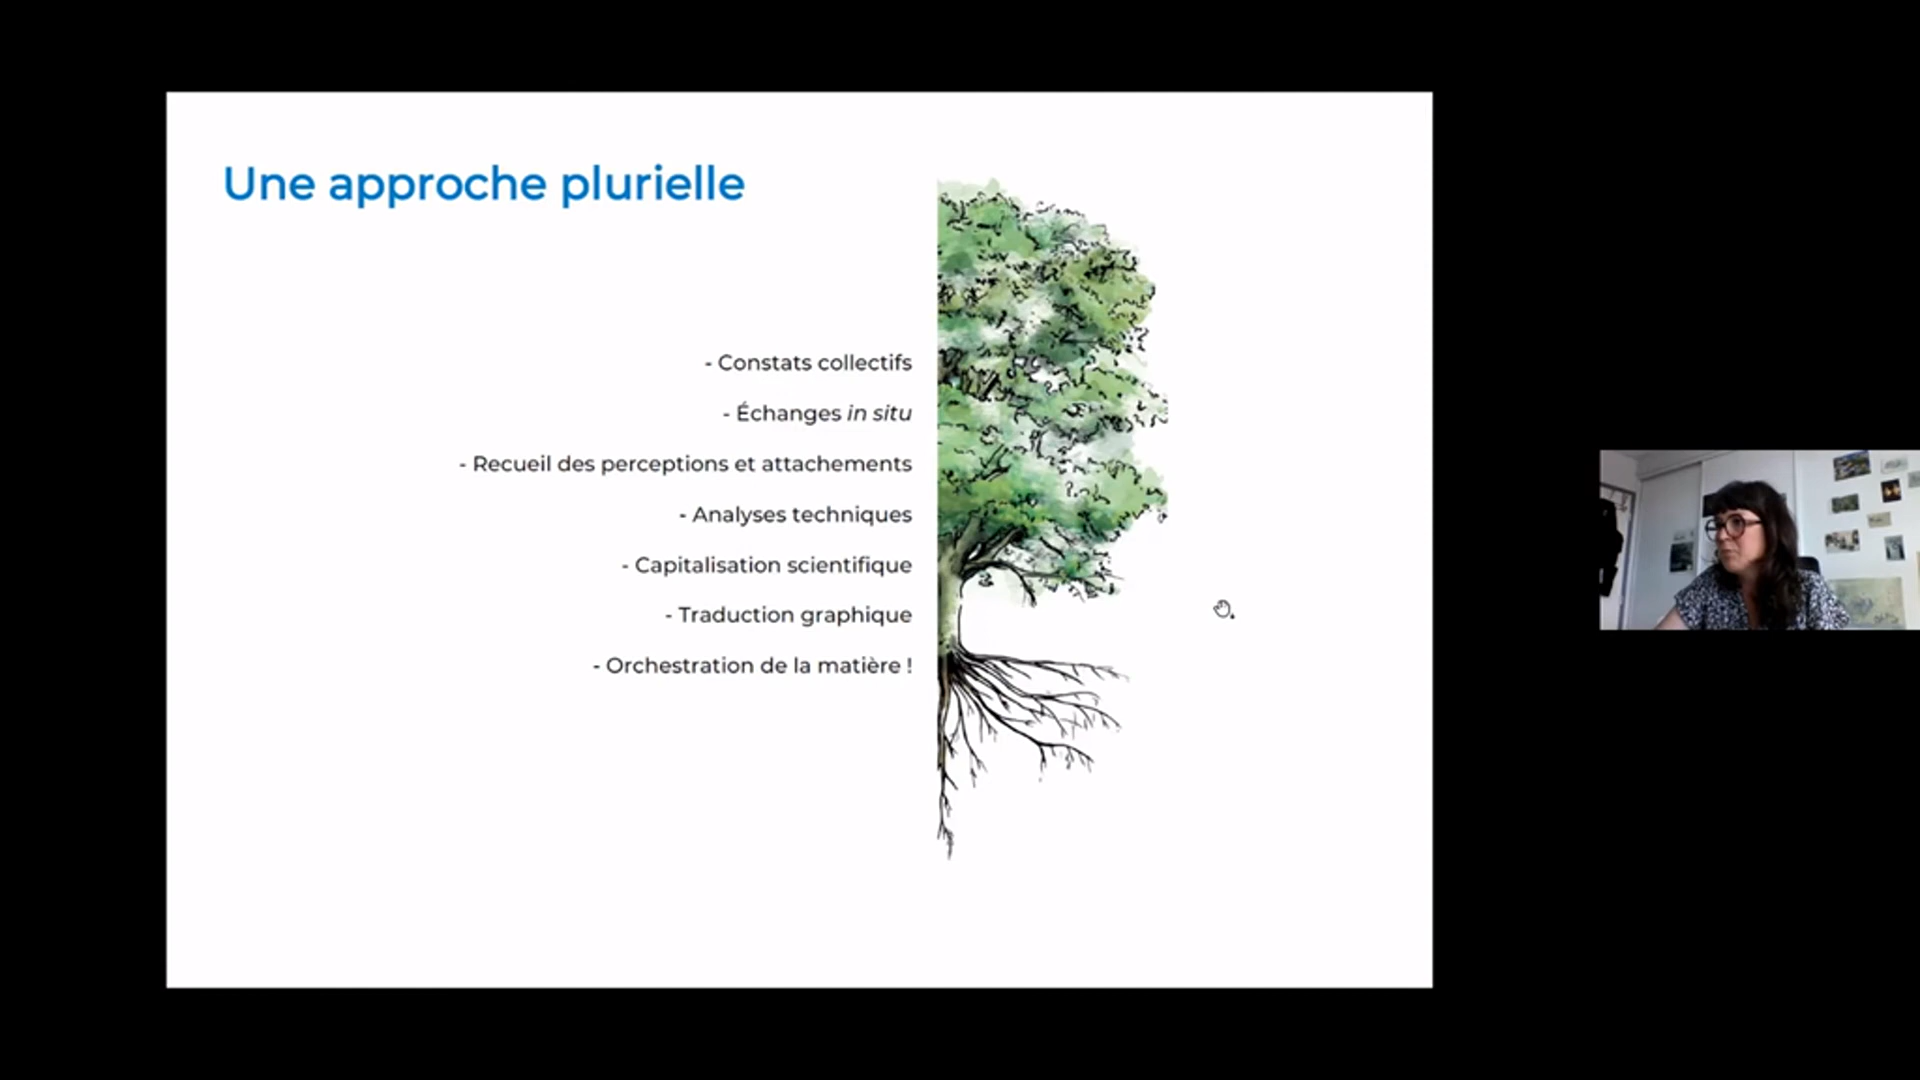 Une approche plurielle
- Constats collectifs
- Échanges in situ
- Recueil des perceptions et attachements
- Analyses techniques
- Capitalisation scientifique
- Traduction graphique
- Orchestration de la matière !